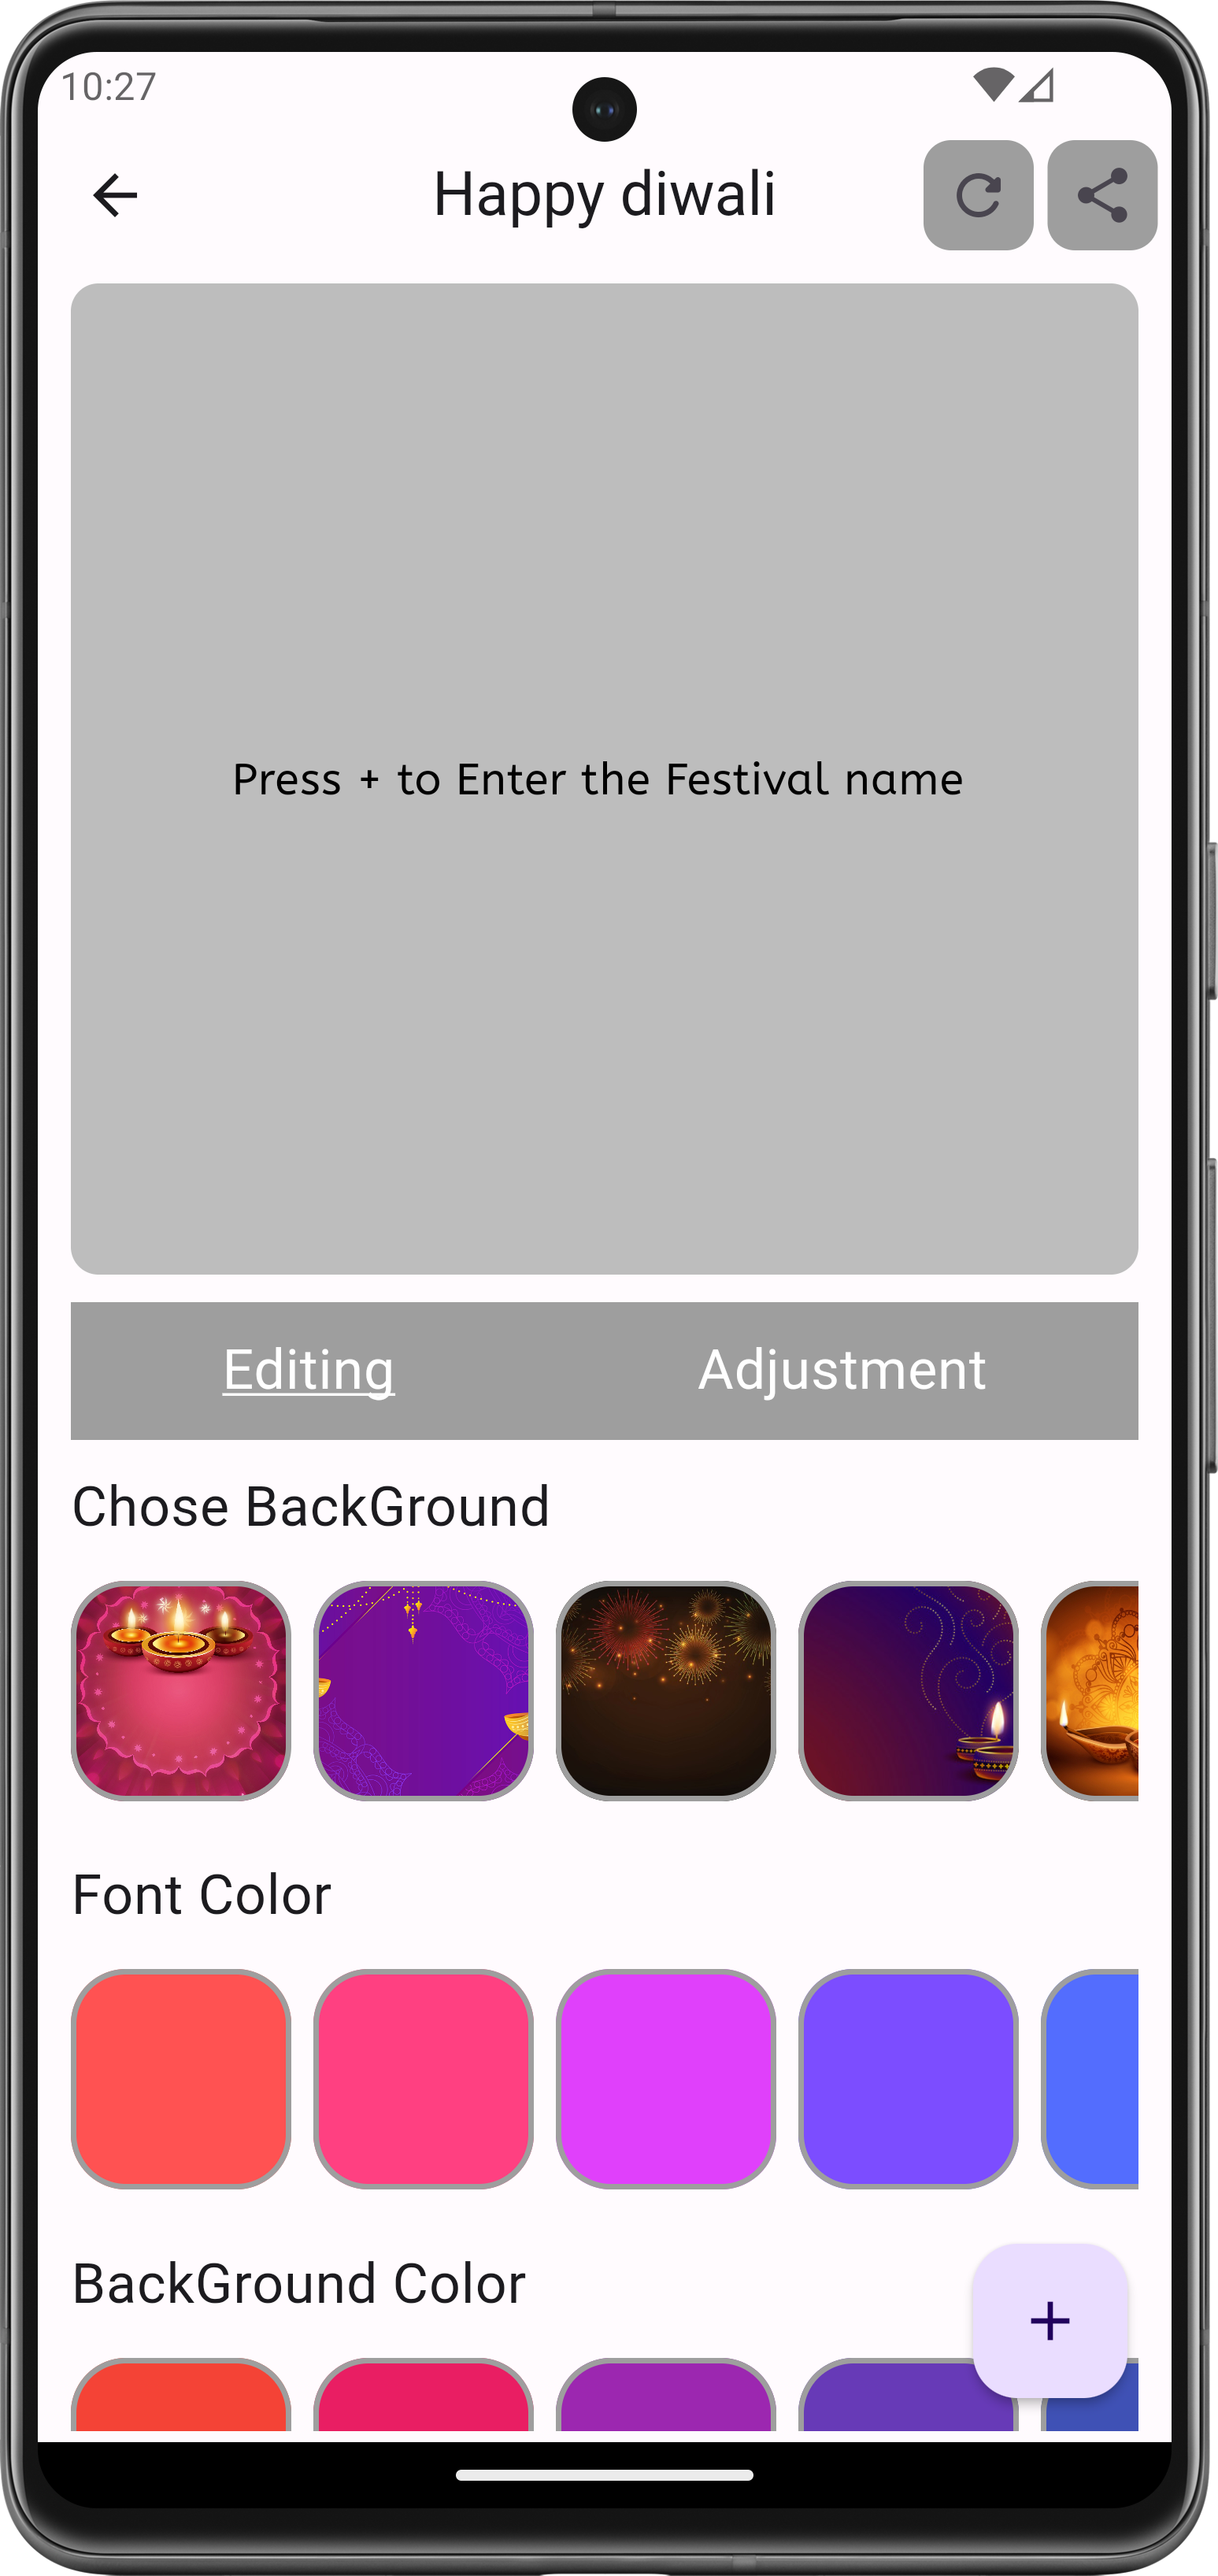 10:27
Happy diwali
Press + to Enter the Festival name
Editing Adjustment
Chose BackGround
Font Color
BackGround Color